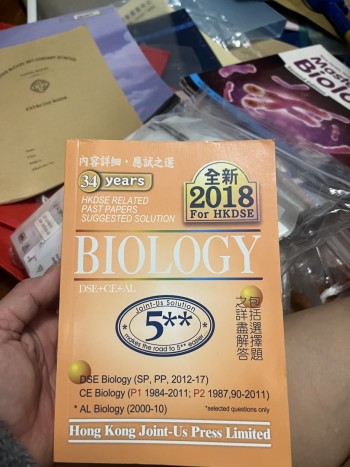 EXERCISE BOOK
Biolo
內容詳細，應試之選
34 years
HKDSE RELATED
PAST PAPERS
SUGGESTED SOLUTION
全新
2018
For HKDSE
BIOLOGY
DSE+CE+AL
Joint-Us Solution
5**
makes the road to 5** easier
包括選擇題
之詳盡解答
DSE Biology (SP, PP, 2012-17)
CE Biology (P1 1984-2011; P2 1987,90-2011)
* AL Biology (2000-10)
*selected questions only
Hong Kong Joint-Us Press Limited